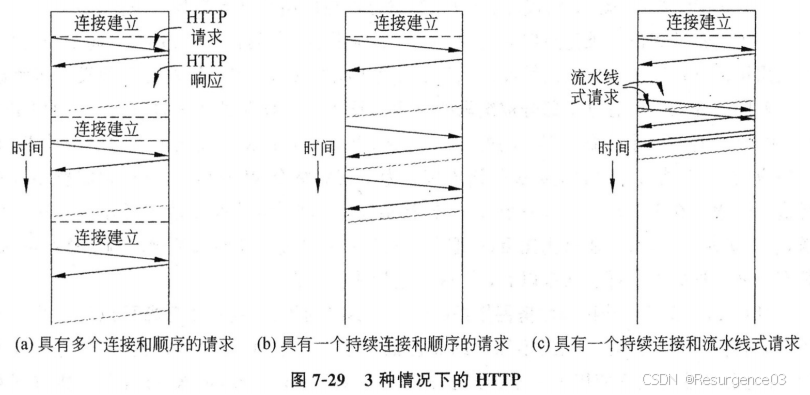 连接建立
HTTP
请求
HTTP
响应
连接建立
时间
连接建立
(a) 具有多个连接和顺序的请求
连接建立
时间
(b) 具有一个持续连接和顺序的请求
连接建立
流水线
式请求
时间
(c) 具有一个持续连接和流水线式请求
图 7-29 3 种情况下的 HTTP
CSDN @Resurgence03